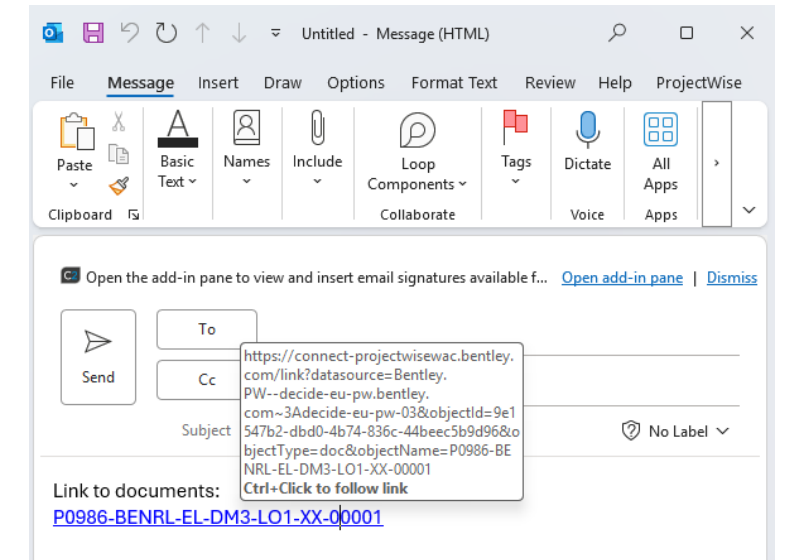 Untitled - Message (HTML)
File Message Insert Draw Options Format Text Review Help ProjectWise
Paste
Basic Text
Names
Include
Loop Components
Tags
Dictate
All Apps
Clipboard Collaborate Voice Apps
C2 Open the add-in pane to view and insert email signatures available f... Open add-in pane | Dismiss
To
Send
Cc
Subject
No Label
https://connect-projectwisewac.bentley.
com/link?datasource=Bentley.
PW--decide-eu-pw.bentley.
com~3Adecide-eu-pw-03&objectId=9e1
547b2-dbd0-4b74-836c-44beec5b9d96&o
bjectType=doc&objectName=P0986-BE
NRL-EL-DM3-LO1-XX-00001
Ctrl+Click to follow link
Link to documents:
P0986-BENRL-EL-DM3-LO1-XX-00001